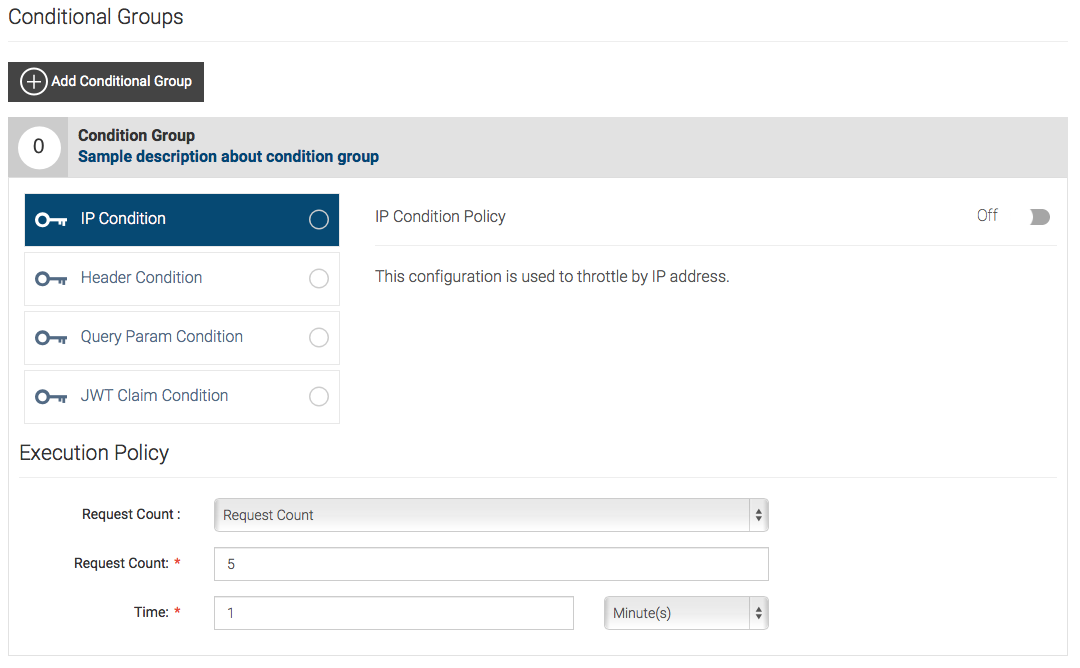 Conditional Groups
Add Conditional Group
0
Condition Group
Sample description about condition group
IP Condition
Header Condition
Query Param Condition
JWT Claim Condition
IP Condition Policy Off
This configuration is used to throttle by IP address.
Execution Policy
Request Count : Request Count
Request Count: * 5
Time: * 1 Minute(s)